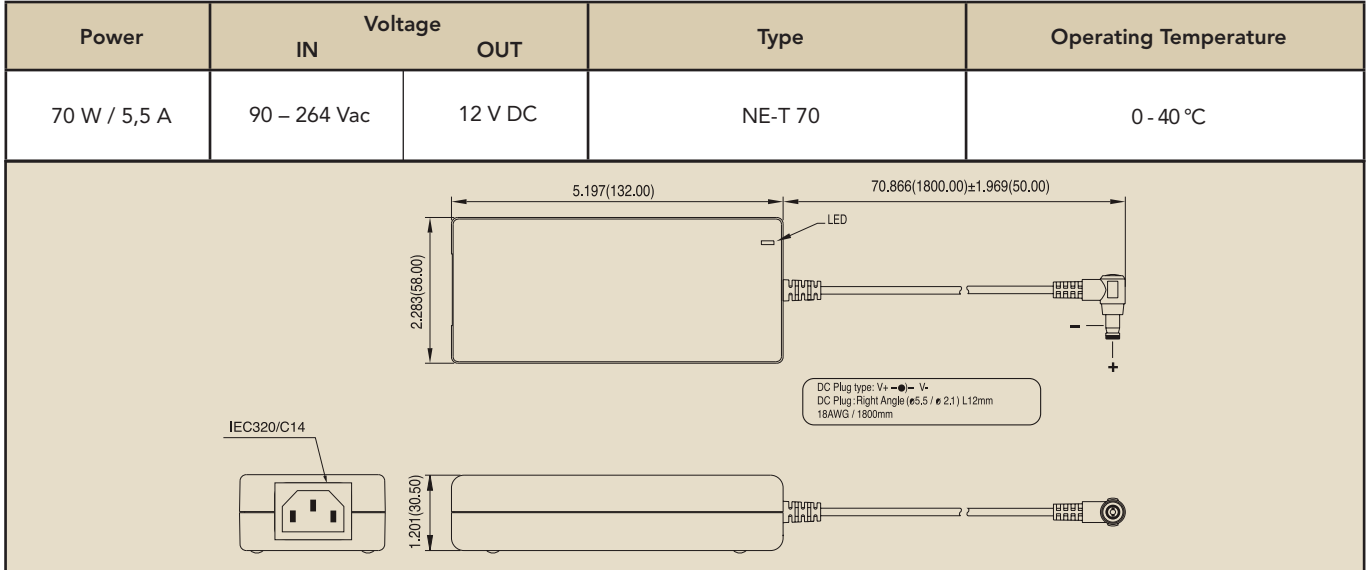 Power
Voltage
IN OUT
Type
Operating Temperature
70 W / 5,5 A
90 – 264 Vac
12 V DC
NE-T 70
0 - 40 °C
5.197(132.00)
70.866(1800.00)±1.969(50.00)
LED
2.283(58.00)
–
+
DC Plug type: V+ –●)– V-
DC Plug :Right Angle (ø5.5 / ø 2.1) L12mm
18AWG / 1800mm
IEC320/C14
1.201(30.50)